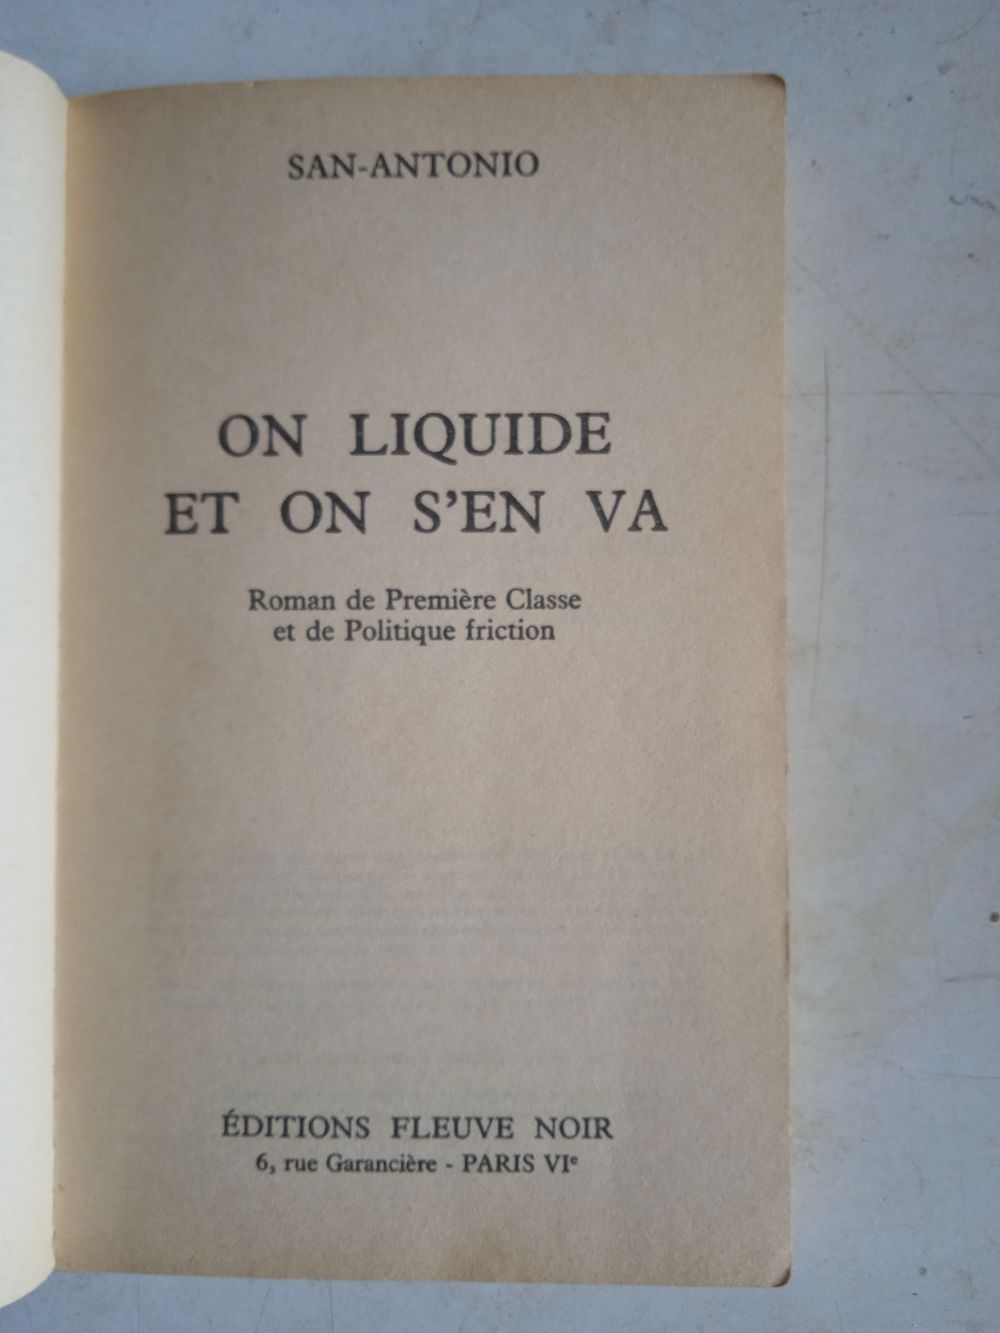 SAN-ANTONIO
ON LIQUIDE
ET ON S'EN VA
Roman de Première Classe
et de Politique friction
ÉDITIONS FLEUVE NOIR
6, rue Garancière - PARIS VIᵉ